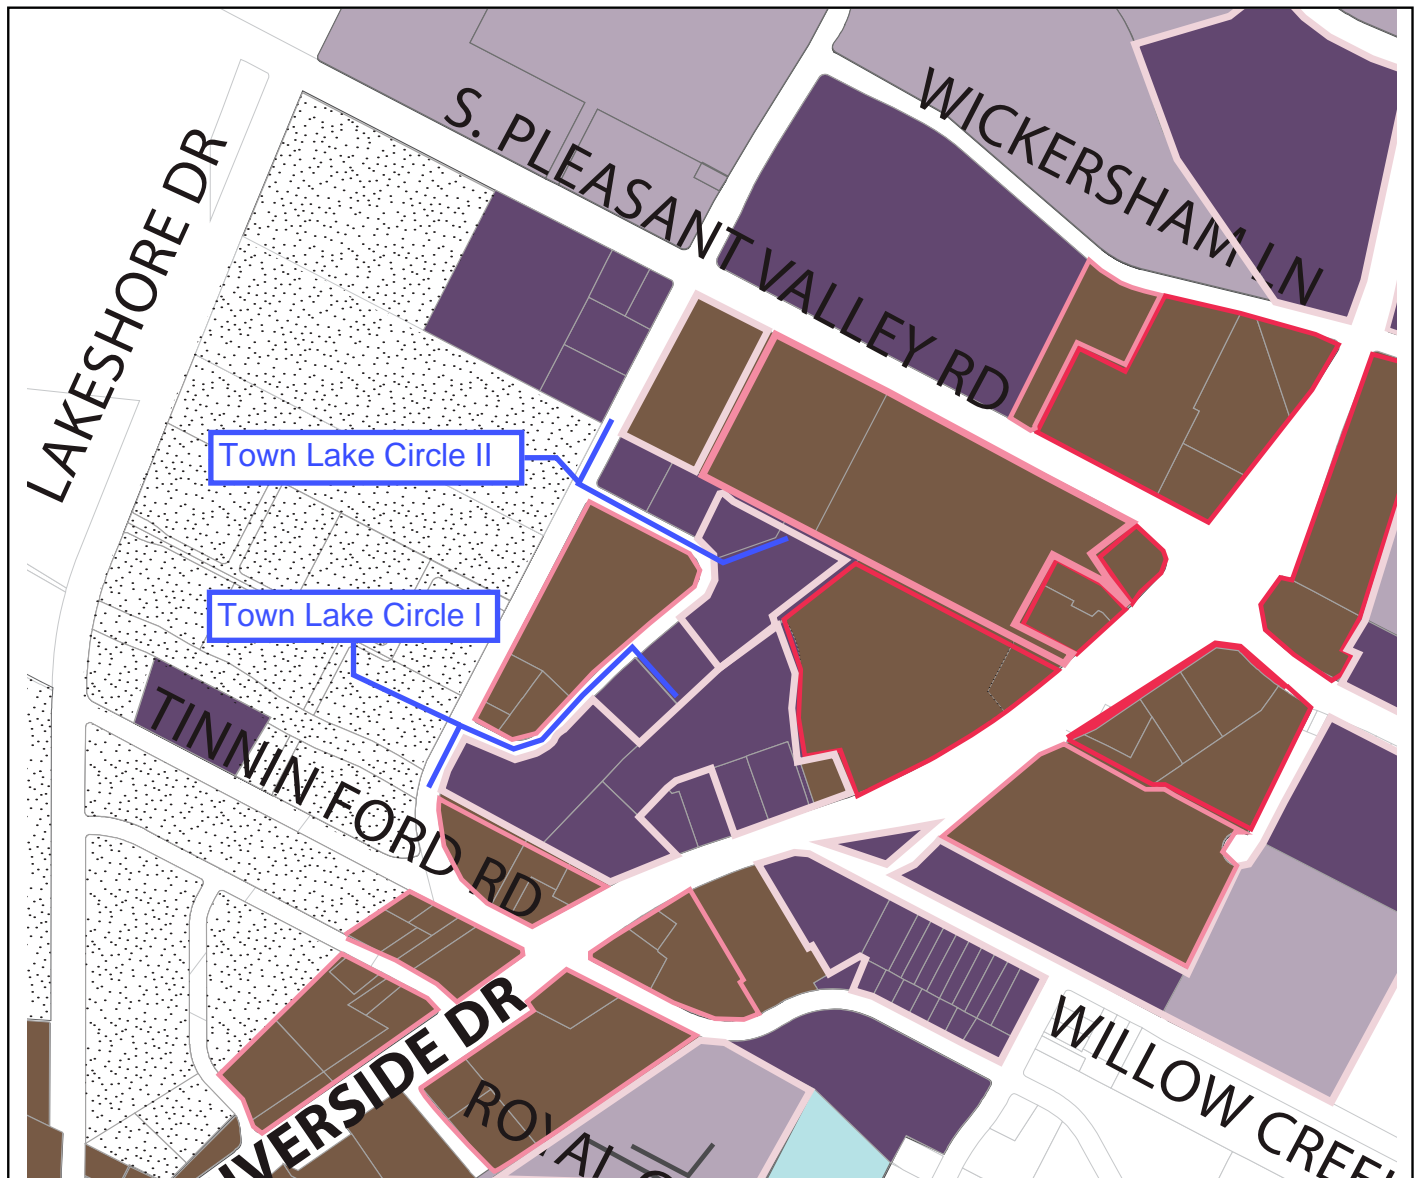 S. PLEASANT VALLEY RD
WICKERSHAM LN
LAKESHORE DR
Town Lake Circle II
Town Lake Circle I
TINNIN FORD RD
IVERSIDE DR
WILLOW CREE
ROYAL